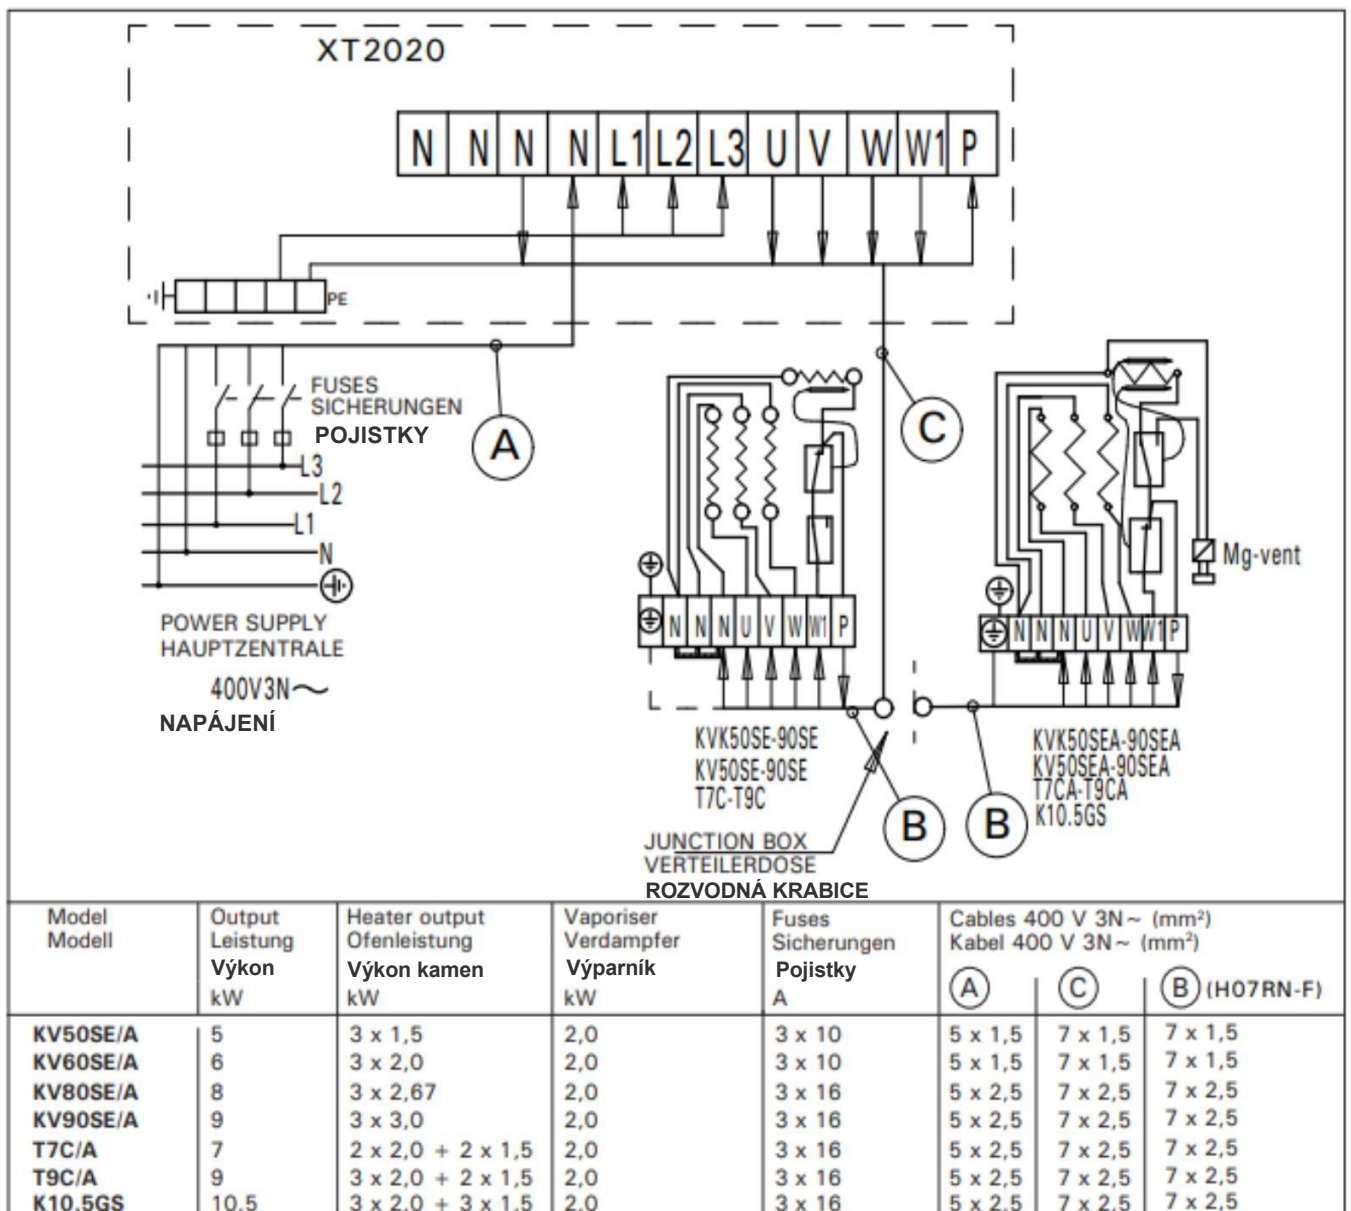 XT2020
N N N N L1 L2 L3 U V W W1 P
PE
FUSES
SICHERUNGEN
POJISTKY
A
C
L3
L2
L1
N
POWER SUPPLY
HAUPTZENTRALE
400V3N~
NAPÁJENÍ
Mg-vent
N N N U V W W1 P
N N N U V W W1 P
KVK50SE-90SE
KV50SE-90SE
T7C-T9C
KVK50SEA-90SEA
KV50SEA-90SEA
T7CA-T9CA
K10.5GS
B
B
JUNCTION BOX
VERTEILERDOSE
ROZVODNÁ KRABICE
Model Output Heater output Vaporiser Fuses Cables 400 V 3N~ (mm²)
Modell Leistung Ofenleistung Verdampfer Sicherungen Kabel 400 V 3N~ (mm²)
Výkon Výkon kamen Výparník Pojistky
kW kW kW A A C B (H07RN-F)
KV50SE/A 5 3 x 1,5 2,0 3 x 10 5 x 1,5 7 x 1,5 7 x 1,5
KV60SE/A 6 3 x 2,0 2,0 3 x 10 5 x 1,5 7 x 1,5 7 x 1,5
KV80SE/A 8 3 x 2,67 2,0 3 x 16 5 x 2,5 7 x 2,5 7 x 2,5
KV90SE/A 9 3 x 3,0 2,0 3 x 16 5 x 2,5 7 x 2,5 7 x 2,5
T7C/A 7 2 x 2,0 + 2 x 1,5 2,0 3 x 16 5 x 2,5 7 x 2,5 7 x 2,5
T9C/A 9 3 x 2,0 + 2 x 1,5 2,0 3 x 16 5 x 2,5 7 x 2,5 7 x 2,5
K10.5GS 10,5 3 x 2,0 + 3 x 1,5 2,0 3 x 16 5 x 2,5 7 x 2,5 7 x 2,5